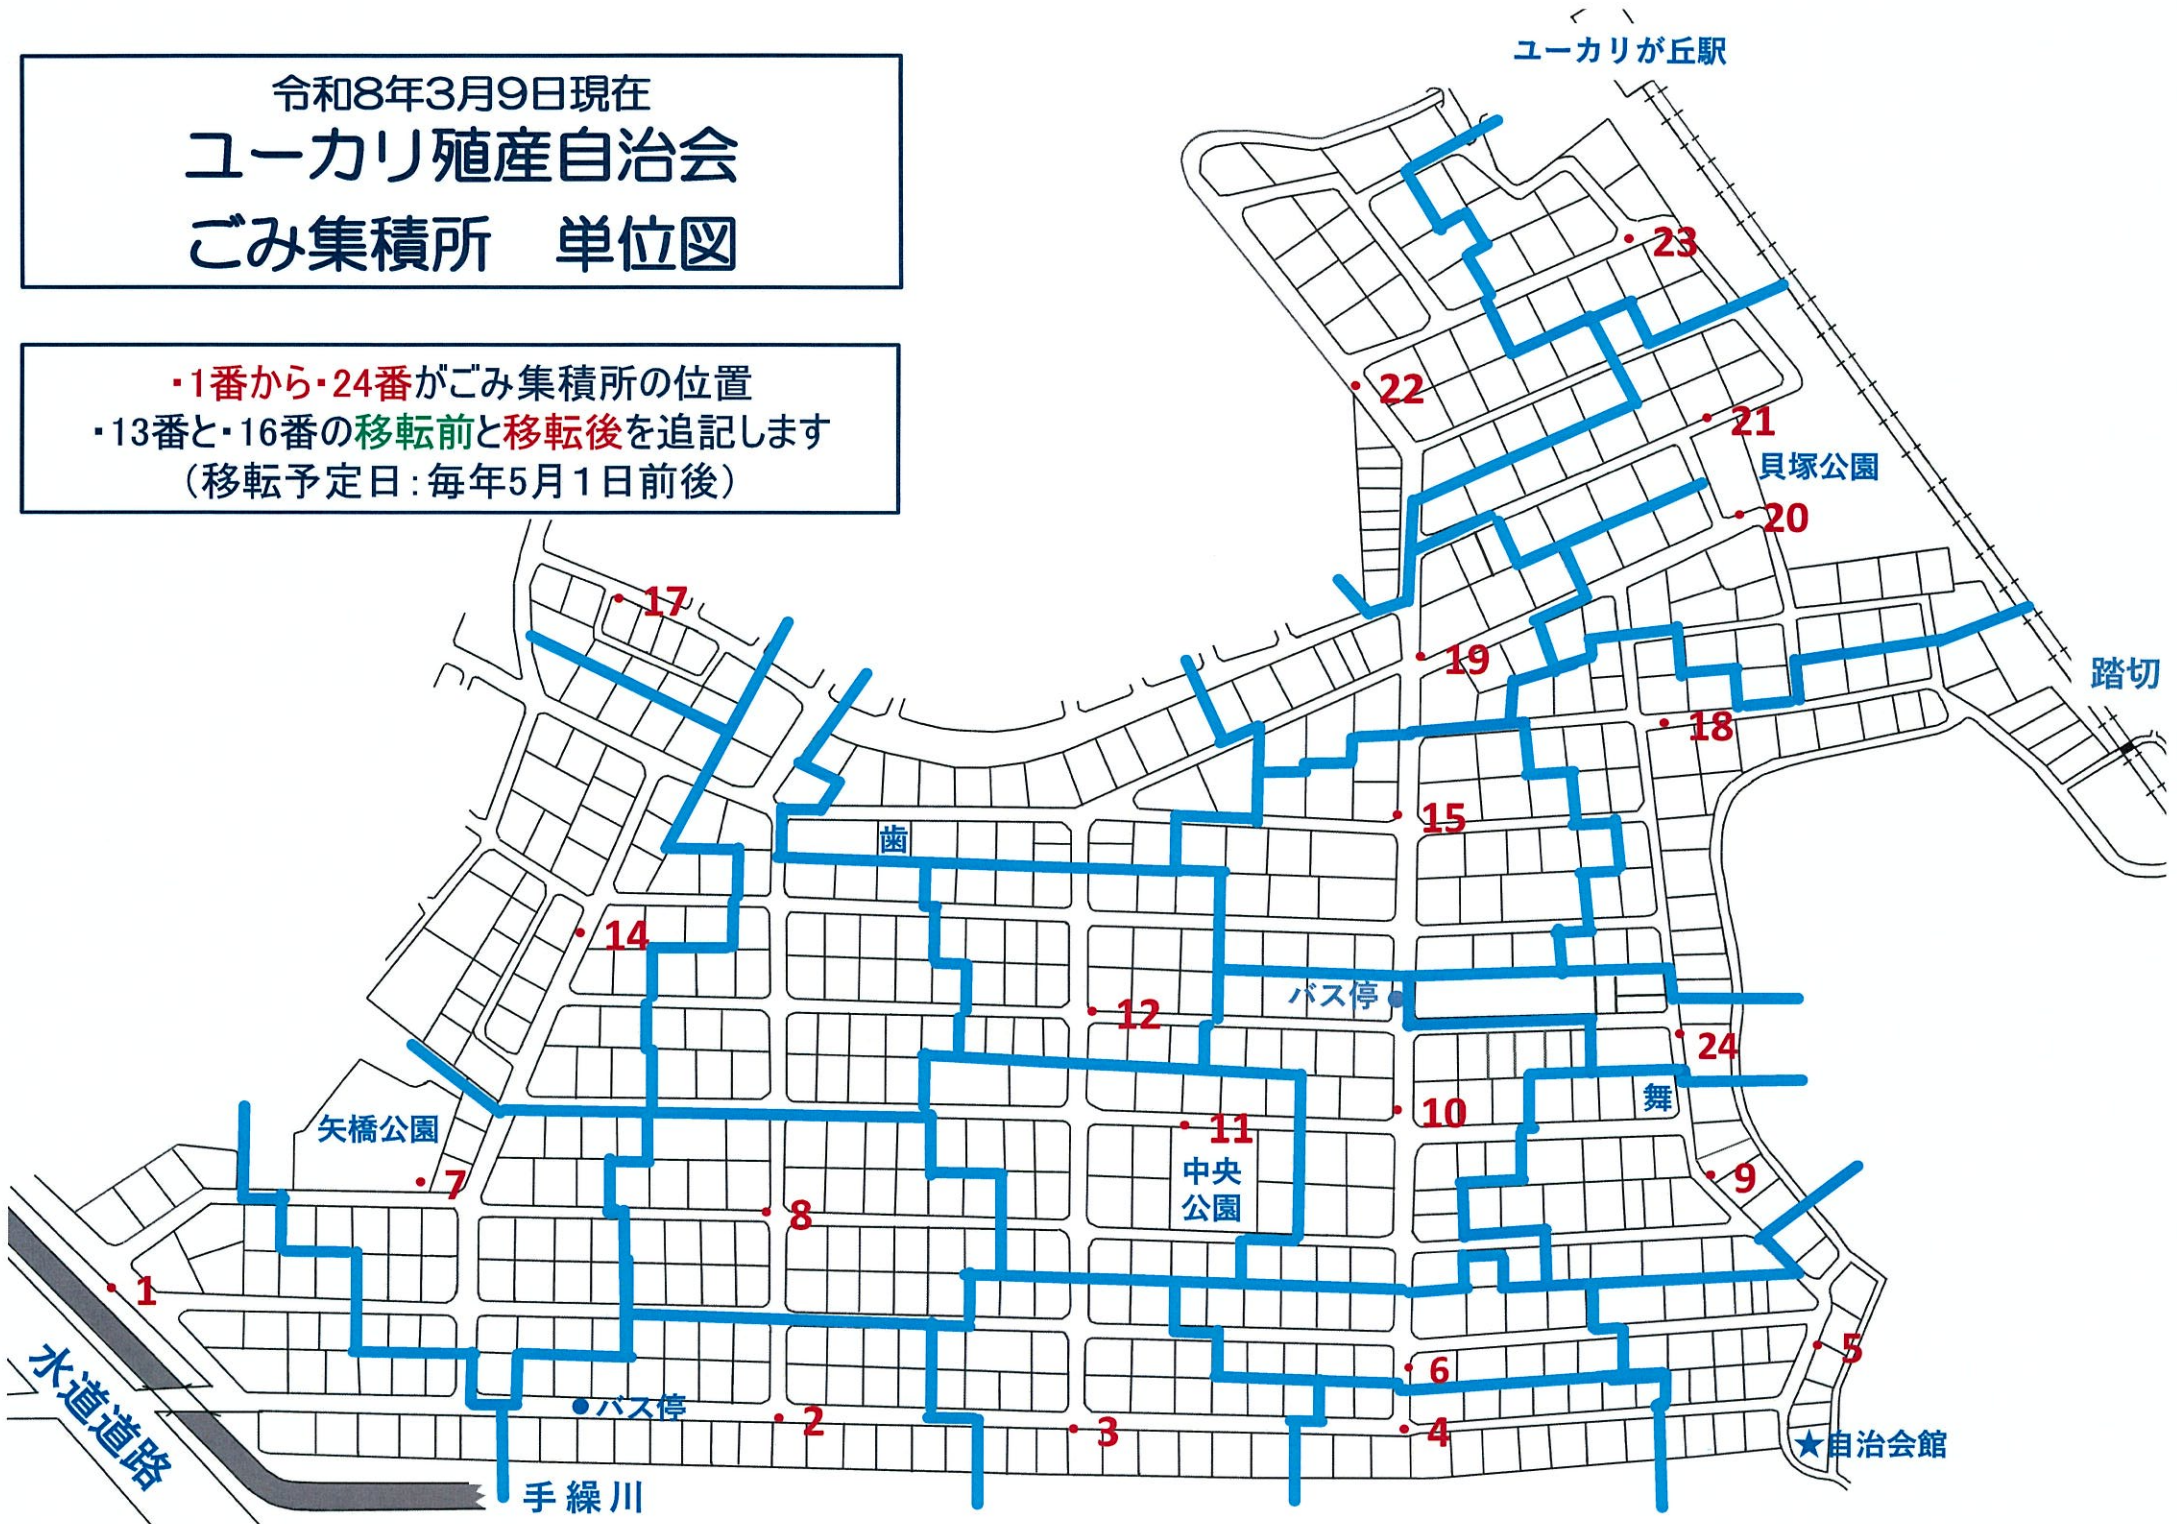 ユーカリが丘駅
令和8年3月9日現在
ユーカリ殖産自治会
ごみ集積所　単位図
・1番から・24番がごみ集積所の位置
・13番と・16番の移転前と移転後を追記します
（移転予定日：毎年5月１日前後）
23
22
21
貝塚公園
20
17
19
踏切
18
15
歯
14
バス停
12
24
舞
10
矢橋公園
11
中央
公園
7
9
8
1
5
6
水道道路
バス停
2
3
4
★自治会館
手繰川